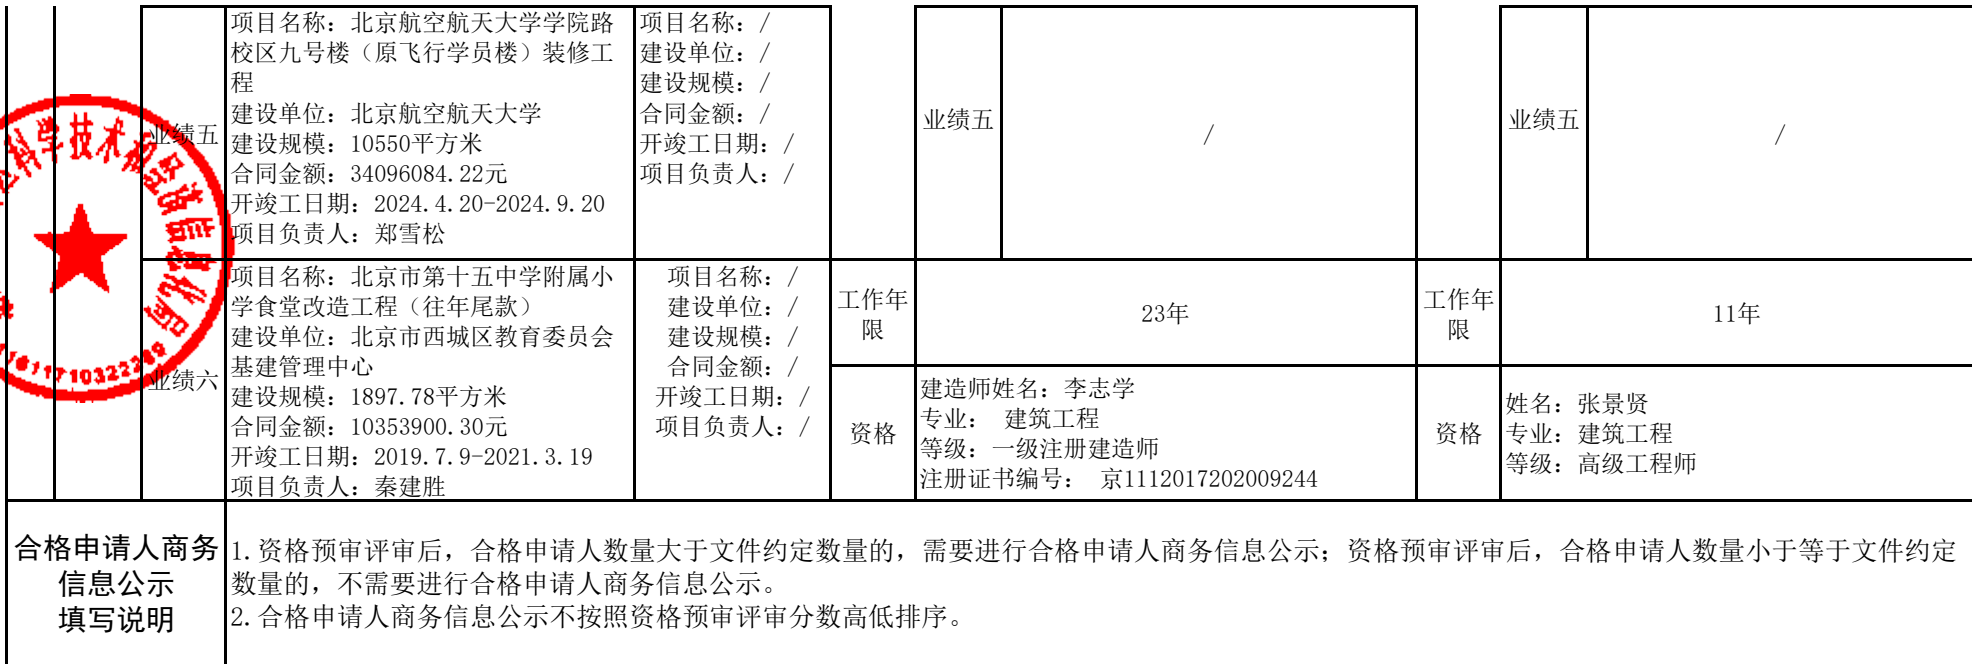 业绩五
项目名称：北京航空航天大学学院路
校区九号楼（原飞行学员楼）装修工
程
建设单位：北京航空航天大学
建设规模：10550平方米
合同金额：34096084.22元
开竣工日期：2024.4.20-2024.9.20
项目负责人：郑雪松
项目名称：/
建设单位：/
建设规模：/
合同金额：/
开竣工日期：/
项目负责人：/
业绩五
/
业绩五
/
业绩六
项目名称：北京市第十五中学附属小
学食堂改造工程（往年尾款）
建设单位：北京市西城区教育委员会
基建管理中心
建设规模：1897.78平方米
合同金额：10353900.30元
开竣工日期：2019.7.9-2021.3.19
项目负责人：秦建胜
项目名称：/
建设单位：/
建设规模：/
合同金额：/
开竣工日期：/
项目负责人：/
工作年
限
23年
工作年
限
11年
资格
建造师姓名：李志学
专业： 建筑工程
等级：一级注册建造师
注册证书编号： 京1112017202009244
资格
姓名：张景贤
专业：建筑工程
等级：高级工程师
合格申请人商务
信息公示
填写说明
1.资格预审评审后，合格申请人数量大于文件约定数量的，需要进行合格申请人商务信息公示；资格预审评审后，合格申请人数量小于等于文件约定
数量的，不需要进行合格申请人商务信息公示。
2.合格申请人商务信息公示不按照资格预审评审分数高低排序。
科学技术和经济信息化局